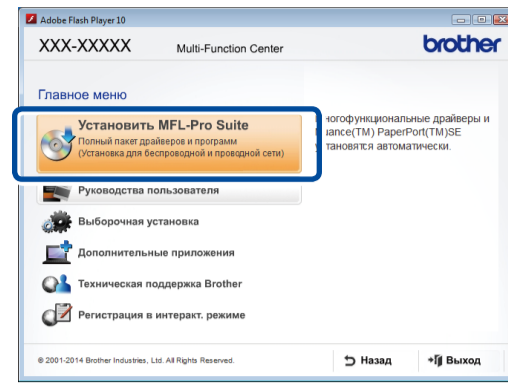 Adobe Flash Player 10
XXX-XXXXX
Multi-Function Center
brother
Главное меню
Установить MFL-Pro Suite
Полный пакет драйверов и программ
(Установка для беспроводной и проводной сети)
ногофункциональные драйверы и
uance(TM) PaperPort(TM)SE
тановятся автоматически.
Руководства пользователя
Выборочная установка
Дополнительные приложения
Техническая поддержка Brother
Регистрация в интеракт. режиме
© 2001-2014 Brother Industries, Ltd. All Rights Reserved.
Назад
Выход